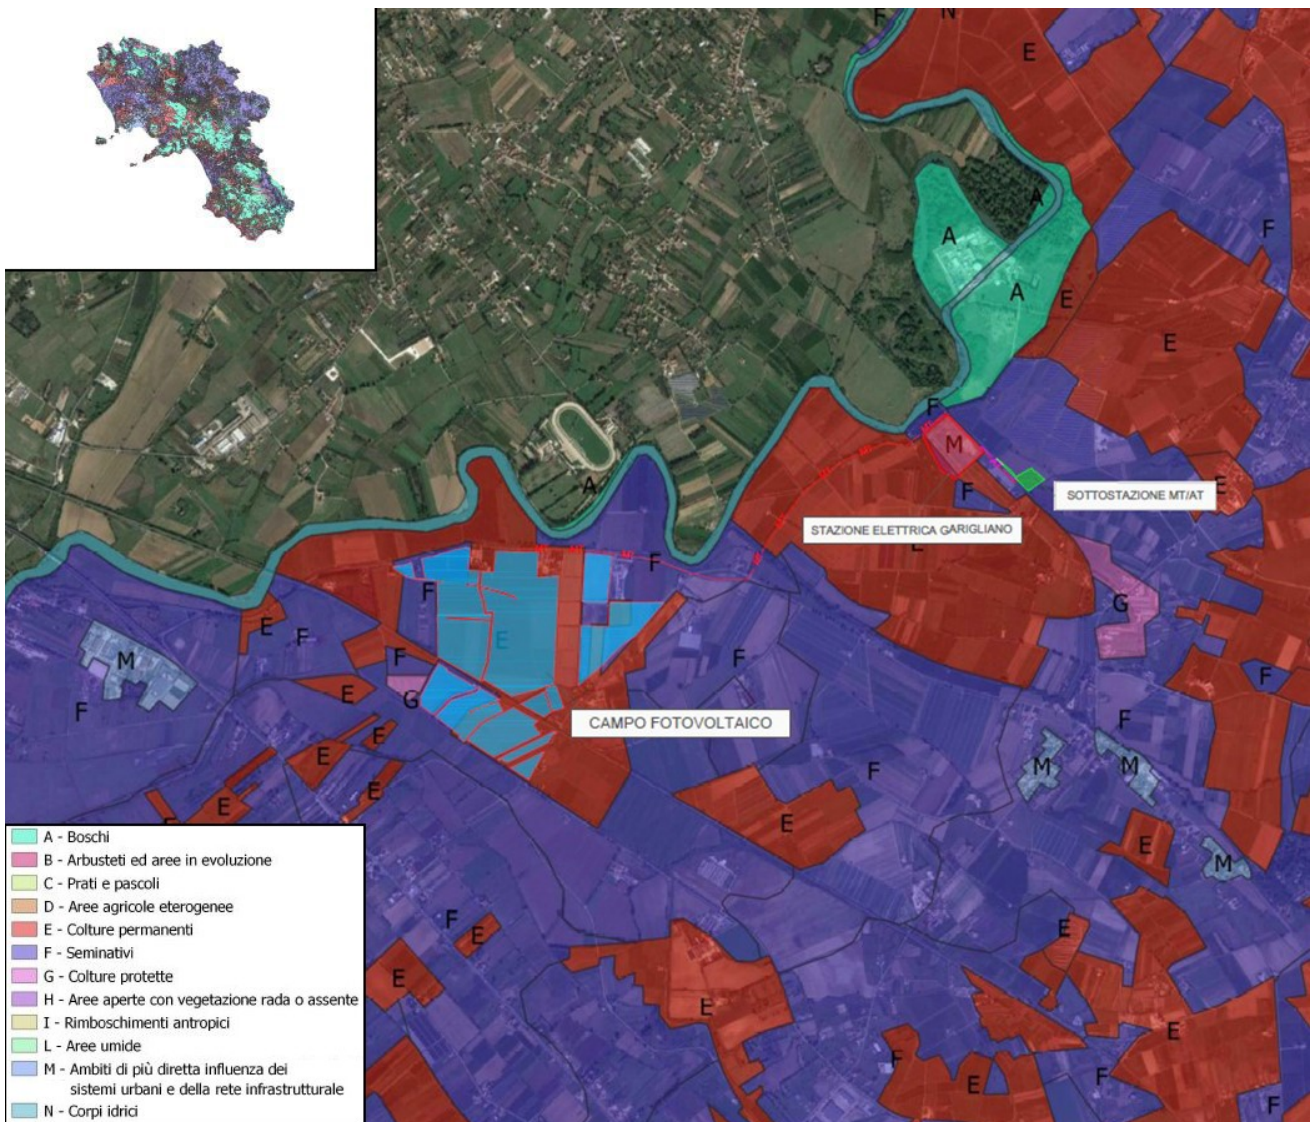 F
N
E
A
A
F
A
E
E
F
M
F
E
SOTTOSTAZIONE MT/AT
A
STAZIONE ELETTRICA GARIGLIANO
E
F
F
E
G
E
F
F
F
F
M
G
E
F
CAMPO FOTOVOLTAICO
F
E
E
F
M
M
E
E
E
E
M
A - Boschi
B - Arbusteti ed aree in evoluzione
C - Prati e pascoli
D - Aree agricole eterogenee
E - Colture permanenti
F - Seminativi
G - Colture protette
H - Aree aperte con vegetazione rada o assente
I - Rimboschimenti antropici
L - Aree umide
M - Ambiti di più diretta influenza dei
sistemi urbani e della rete infrastrutturale
N - Corpi idrici
F
E
E
E
E
E
F
E
F